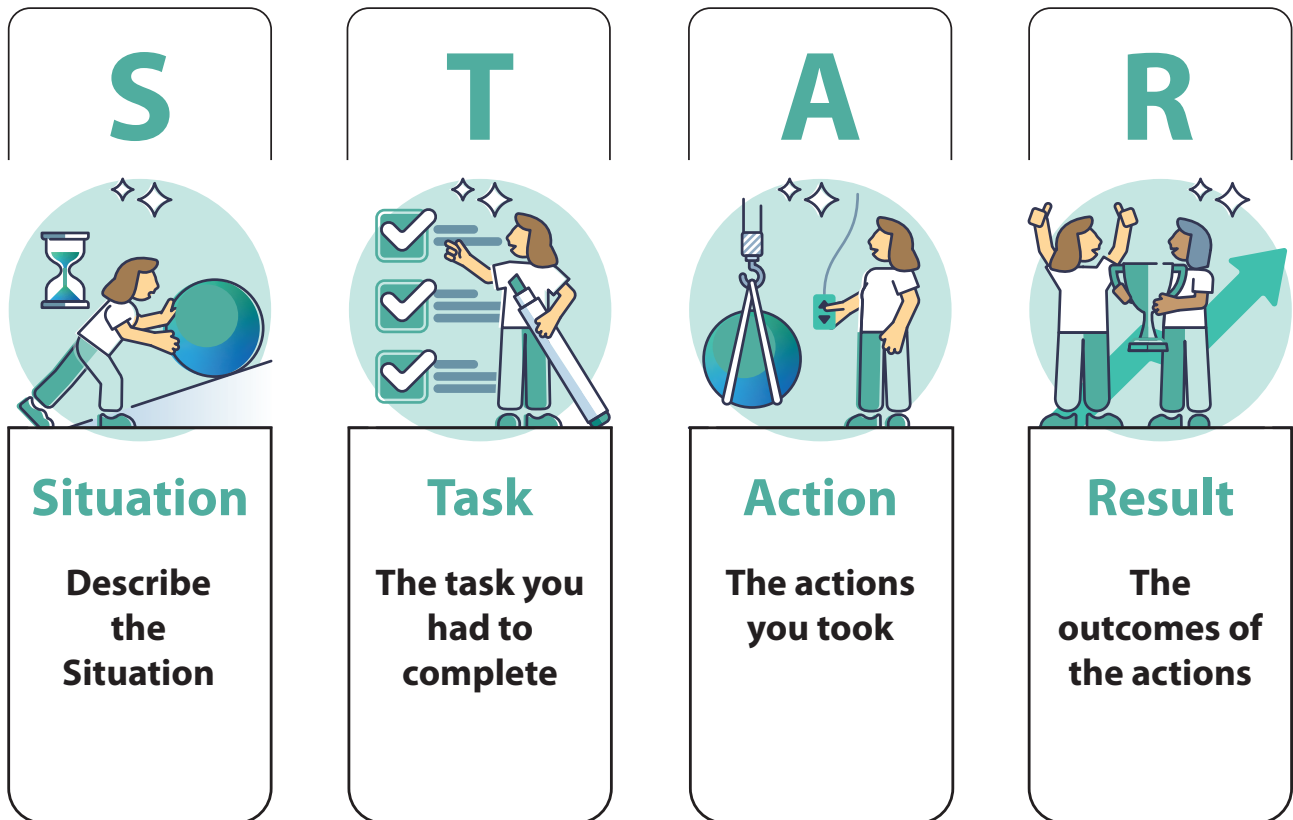 S
T
A
R
Situation
Describe
the
Situation
Task
The task you
had to
complete
Action
The actions
you took
Result
The
outcomes of
the actions